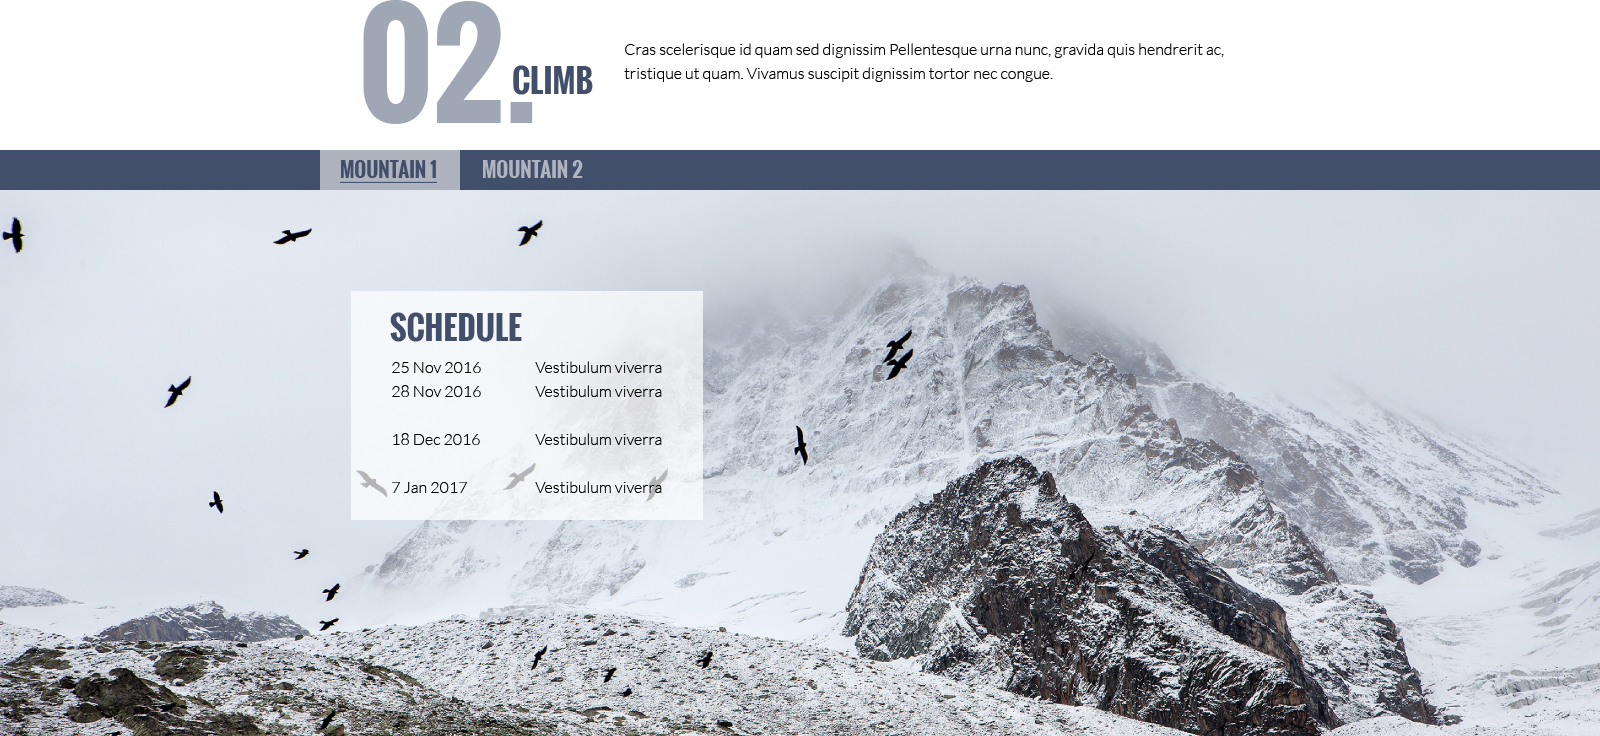 02.
CLIMB
Cras scelerisque id quam sed dignissim Pellentesque urna nunc, gravida quis hendrerit ac,
tristique ut quam. Vivamus suscipit dignissim tortor nec congue.
MOUNTAIN 1 MOUNTAIN 2
SCHEDULE
25 Nov 2016 Vestibulum viverra
28 Nov 2016 Vestibulum viverra
18 Dec 2016 Vestibulum viverra
7 Jan 2017 Vestibulum viverra